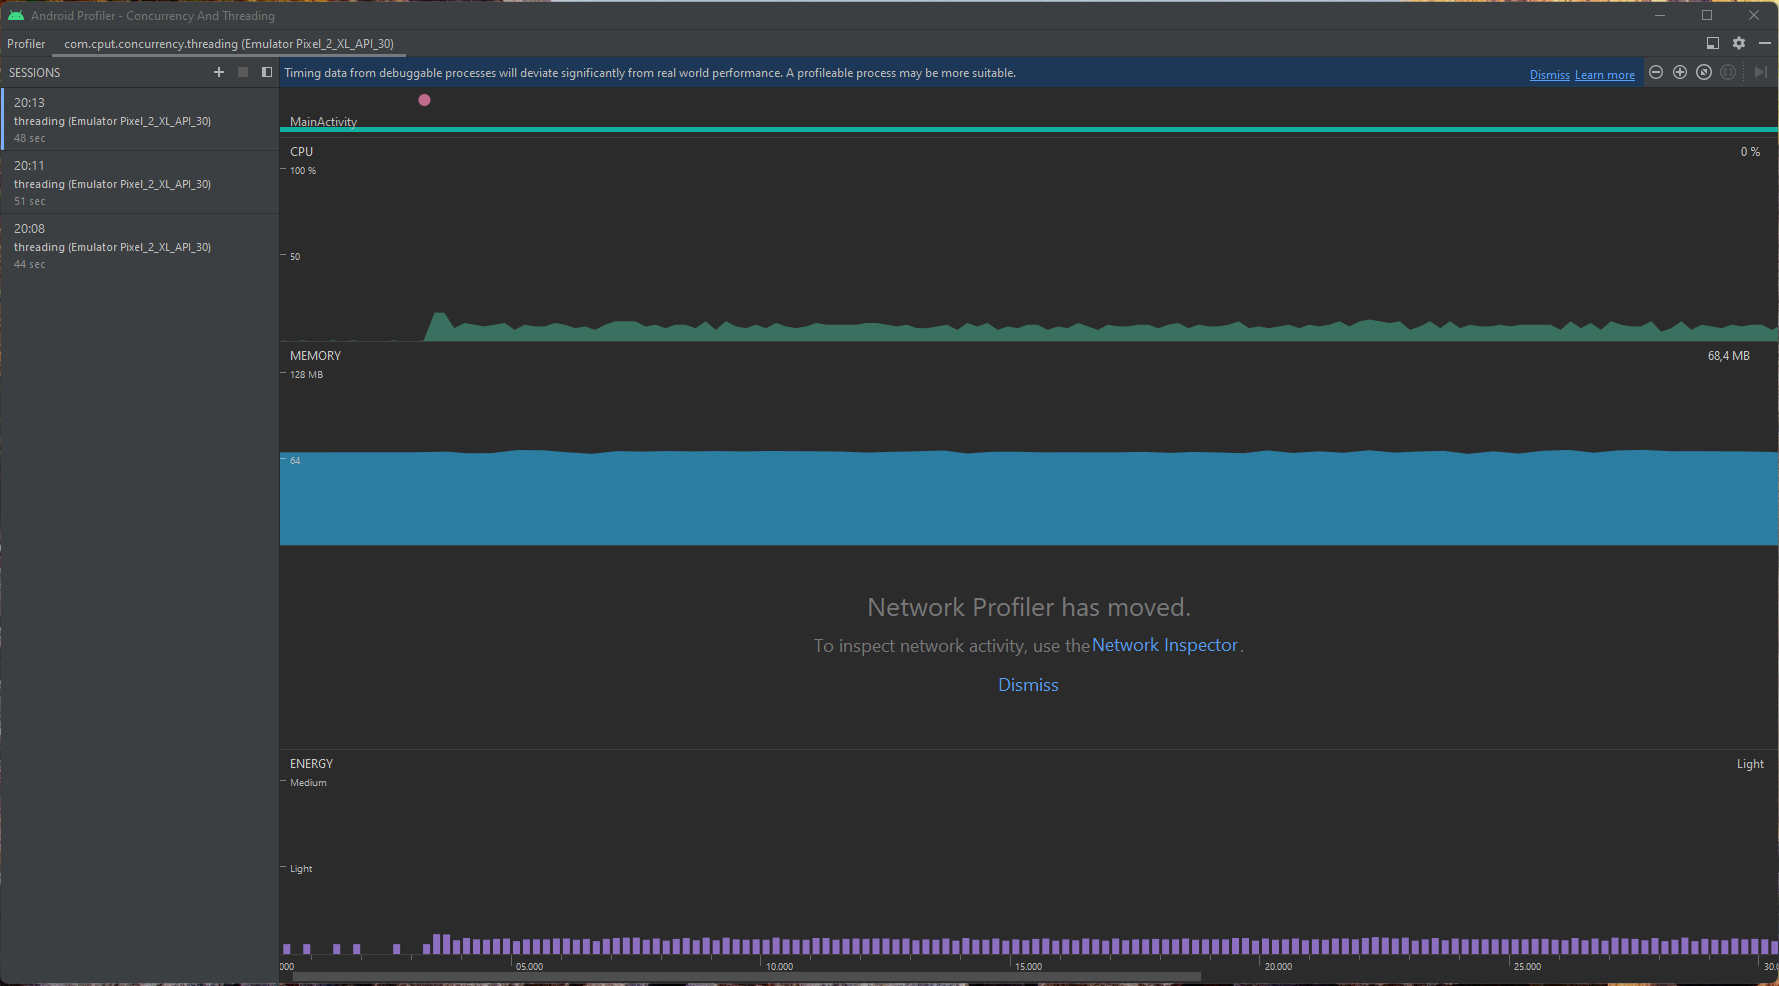 Android Profiler - Concurrency And Threading
Profiler com.cput.concurrency.threading (Emulator Pixel_2_XL_API_30)
SESSIONS
Timing data from debuggable processes will deviate significantly from real world performance. A profileable process may be more suitable. Dismiss Learn more
20:13
threading (Emulator Pixel_2_XL_API_30)
48 sec
20:11
threading (Emulator Pixel_2_XL_API_30)
51 sec
20:08
threading (Emulator Pixel_2_XL_API_30)
44 sec
MainActivity
CPU 0 %
100 %
50
MEMORY 68,4 MB
128 MB
64
Network Profiler has moved.
To inspect network activity, use the Network Inspector.
Dismiss
ENERGY Light
Medium
Light
000 05.000 10.000 15.000 20.000 25.000 30.0